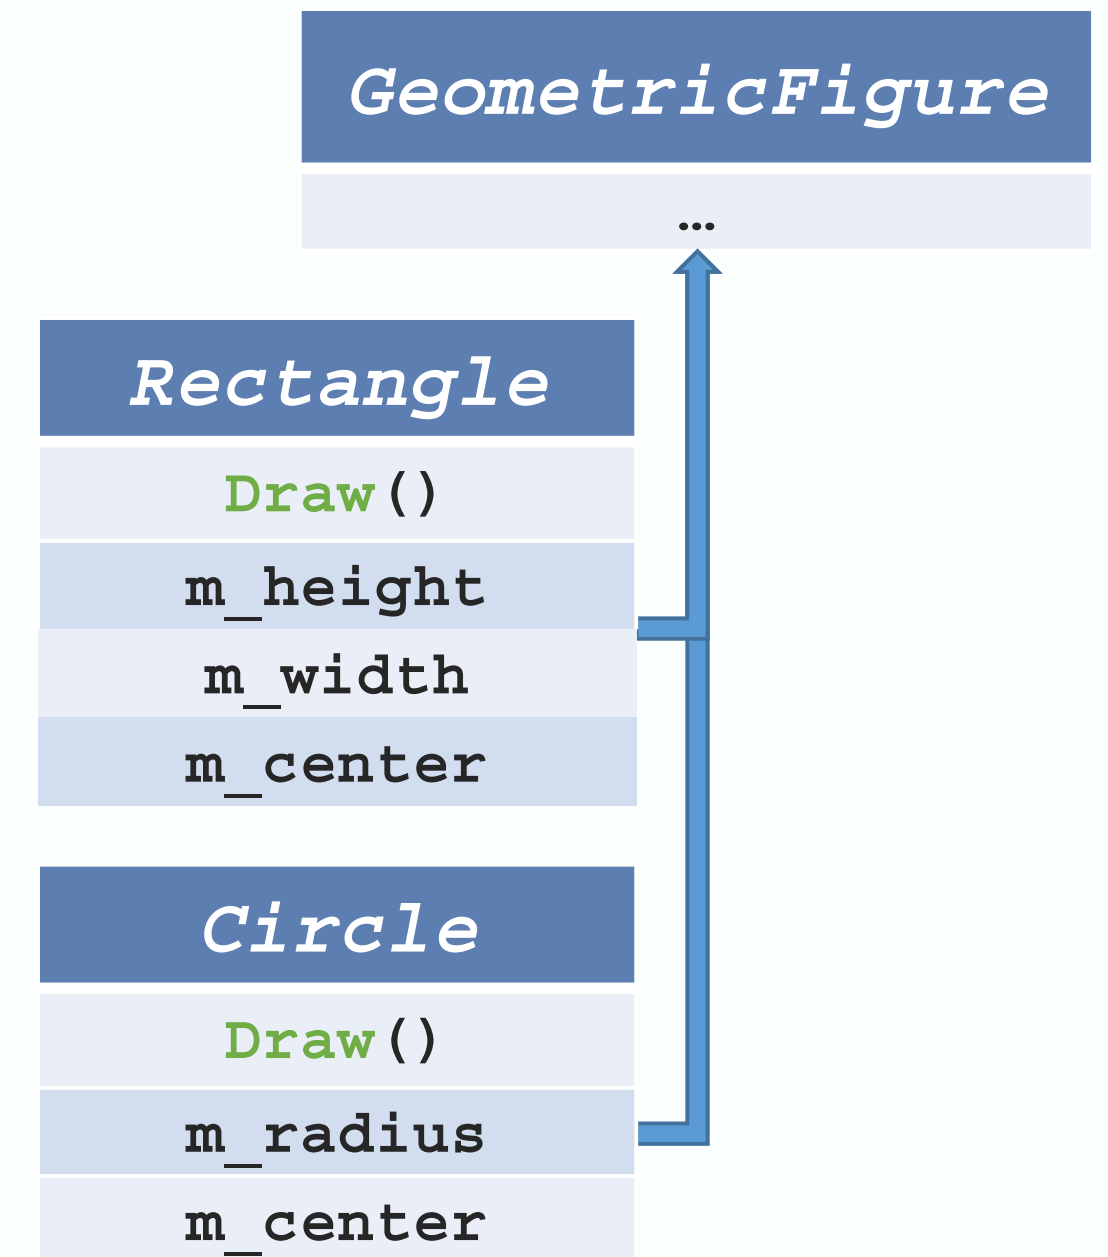 GeometricFigure
…
Rectangle
Draw()
m_height
m_width
m_center
Circle
Draw()
m_radius
m_center